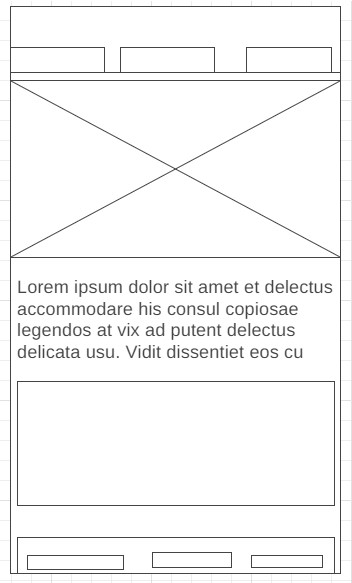 Lorem ipsum dolor sit amet et delectus
accommodare his consul copiosae
legendos at vix ad putent delectus
delicata usu. Vidit dissentiet eos cu